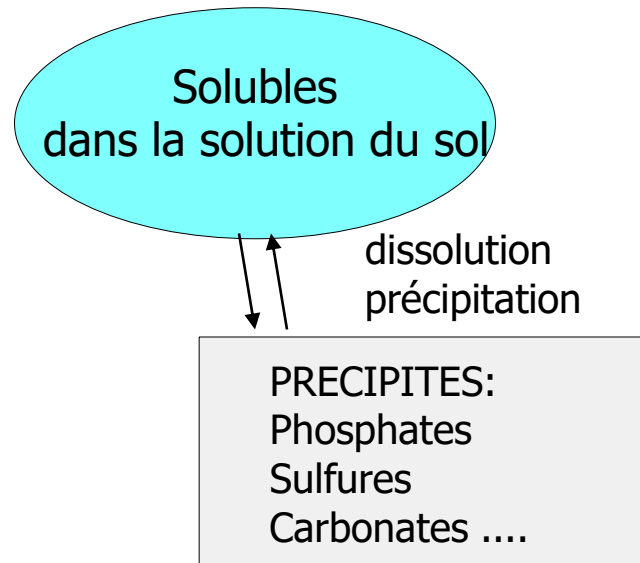 Solubles
dans la solution du sol
dissolution
précipitation
PRECIPITES:
Phosphates
Sulfures
Carbonates ....